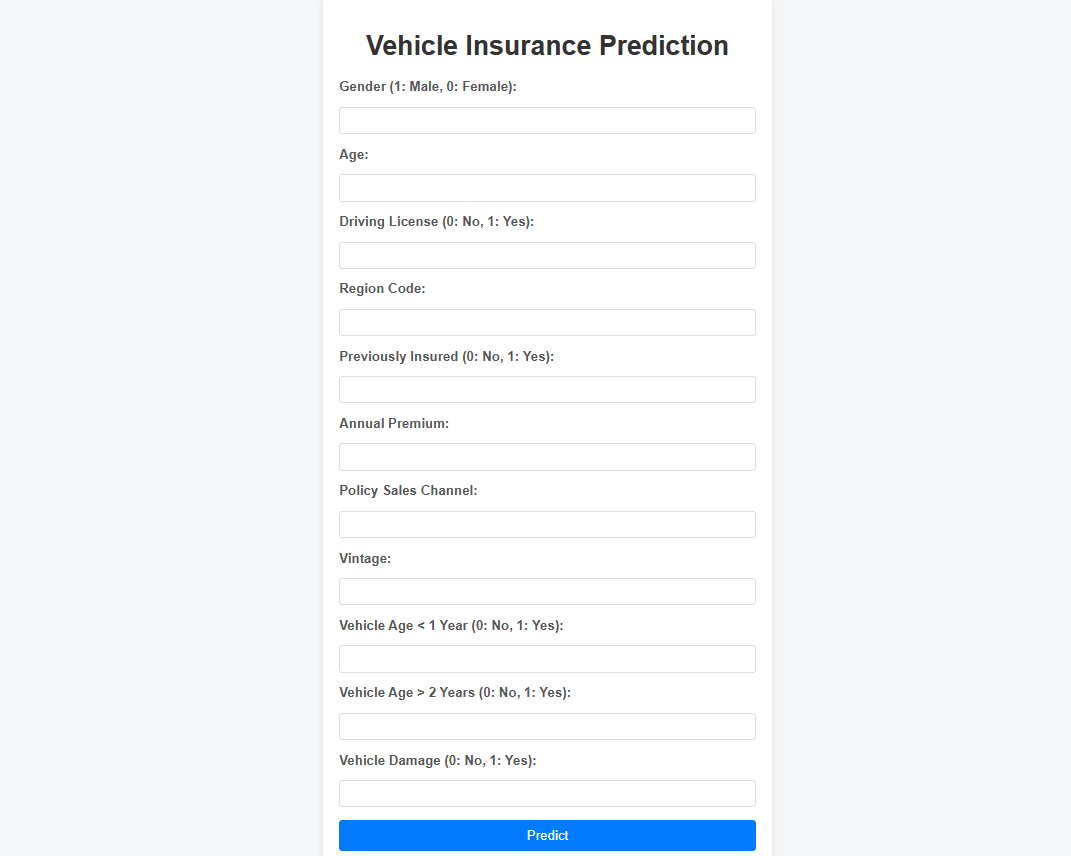 Vehicle Insurance Prediction
Gender (1: Male, 0: Female):
Age:
Driving License (0: No, 1: Yes):
Region Code:
Previously Insured (0: No, 1: Yes):
Annual Premium:
Policy Sales Channel:
Vintage:
Vehicle Age < 1 Year (0: No, 1: Yes):
Vehicle Age > 2 Years (0: No, 1: Yes):
Vehicle Damage (0: No, 1: Yes):
Predict